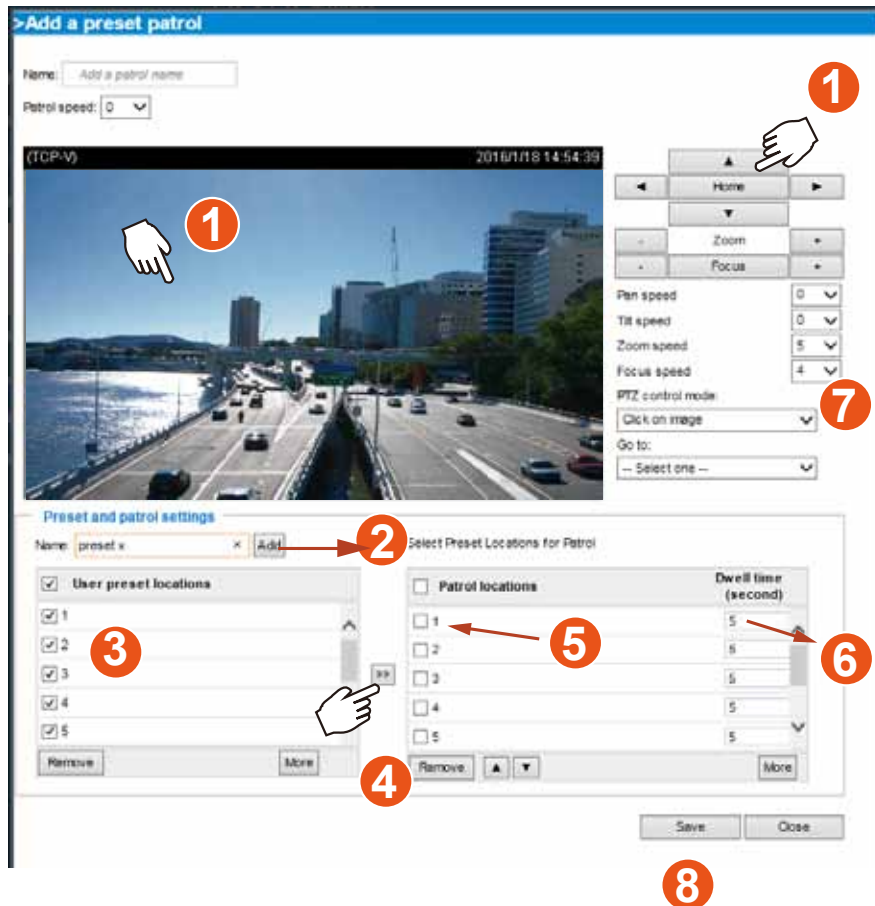 >Add a preset patrol
Name: Add a patrol name
Patrol speed: 0
1
(TCP-V) 2016/1/18 14:54:39
1
▲
◄ Home ►
▼
- Zoom +
- Focus +
Pan speed 0
Tilt speed 0
Zoom speed 5
Focus speed 4
PTZ control mode:
7
Click on image
Go to:
-- Select one --
Preset and patrol settings
Name: preset x × Add
2
Select Preset Locations for Patrol
User preset locations
1
2
3
4
5
3
Remove More
>>
4
Patrol locations Dwell time (second)
1 5
2 5
3 5
4 5
5 5
5
6
Remove ▲ ▼ More
Save Close
8